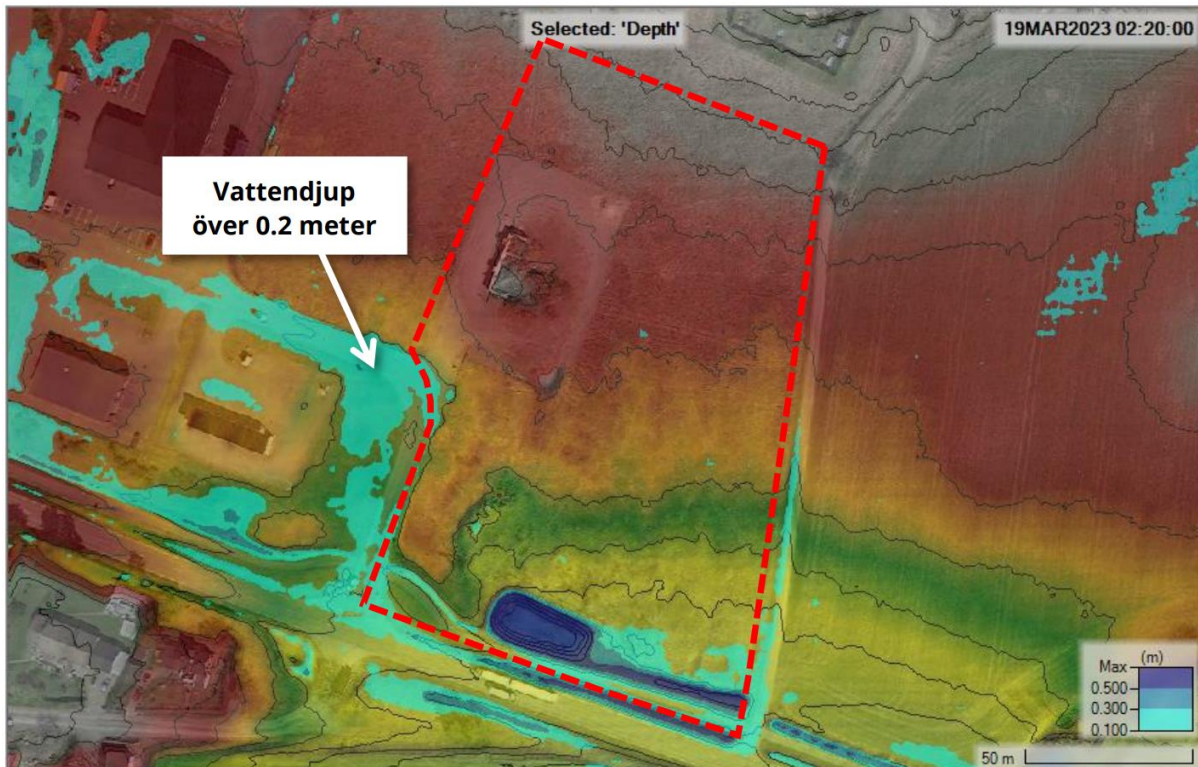 Selected: 'Depth'
19MAR2023 02:20:00
Vattendjup
över 0.2 meter
(m)
Max
0.500
0.300
0.100
50 m